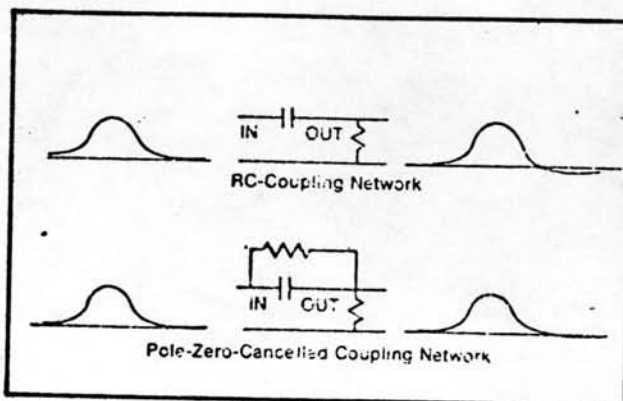 IN OUT
RC-Coupling Network
IN OUT
Pole-Zero-Cancelled Coupling Network